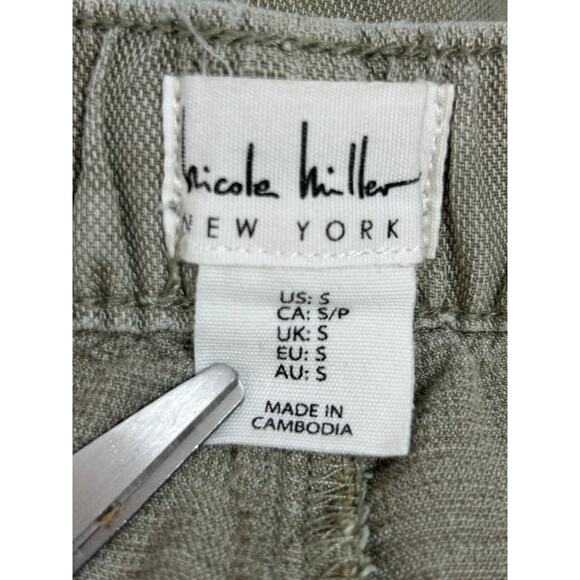 nicole miller
NEW YORK
US: S
CA: S/P
UK: S
EU: S
AU: S
MADE IN
CAMBODIA